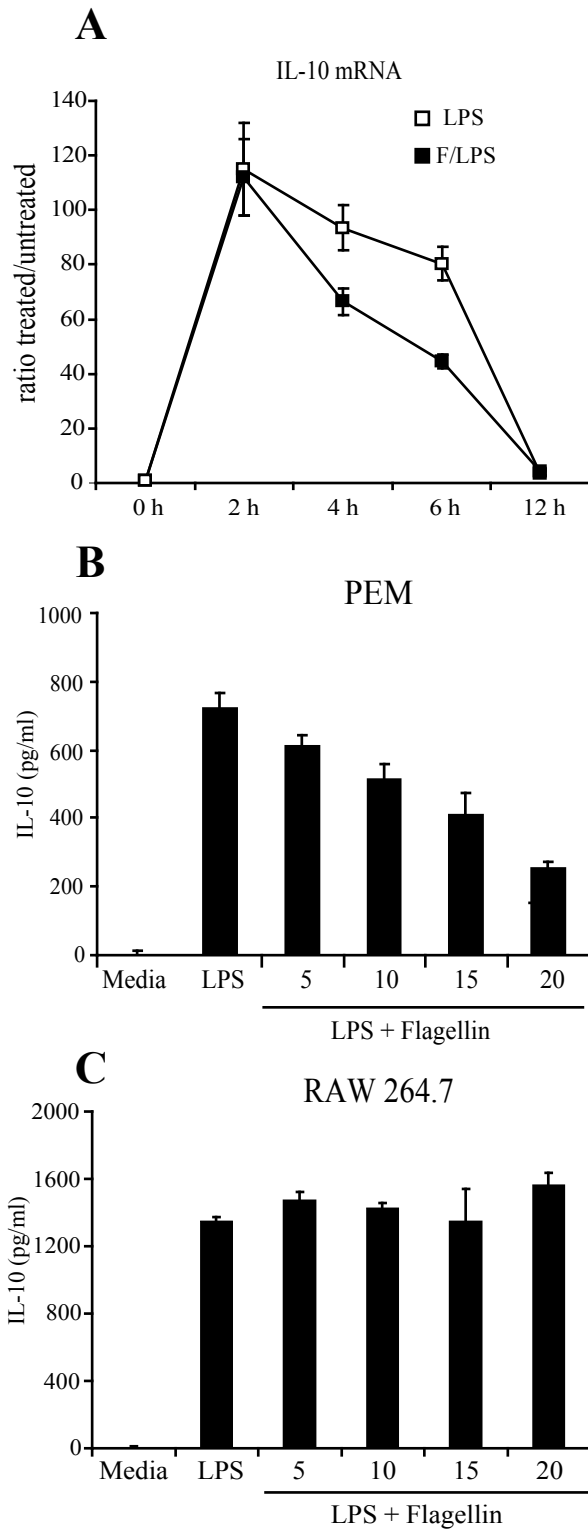 A
IL-10 mRNA
ratio treated/untreated
140
120
100
80
60
40
20
0
LPS
F/LPS
0 h 2 h 4 h 6 h 12 h
B
PEM
IL-10 (pg/ml)
1000
800
600
400
200
0
Media LPS 5 10 15 20
LPS + Flagellin
C
RAW 264.7
IL-10 (pg/ml)
2000
1600
1200
800
400
0
Media LPS 5 10 15 20
LPS + Flagellin